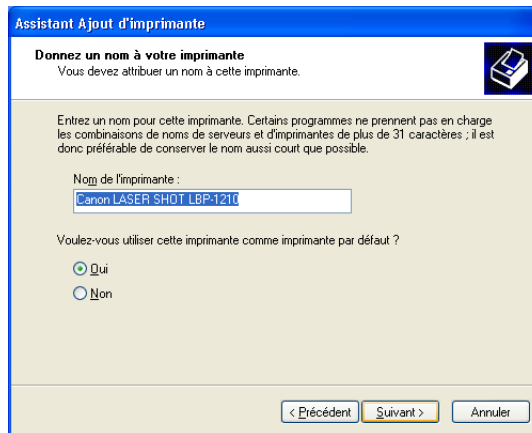 Assistant Ajout d'imprimante
Donnez un nom à votre imprimante
Vous devez attribuer un nom à cette imprimante.
Entrez un nom pour cette imprimante. Certains programmes ne prennent pas en charge
les combinaisons de noms de serveurs et d'imprimantes de plus de 31 caractères ; il est
donc préférable de conserver le nom aussi court que possible.
Nom de l'imprimante :
Canon LASER SHOT LBP-1210
Voulez-vous utiliser cette imprimante comme imprimante par défaut ?
Oui
Non
< Précédent Suivant > Annuler